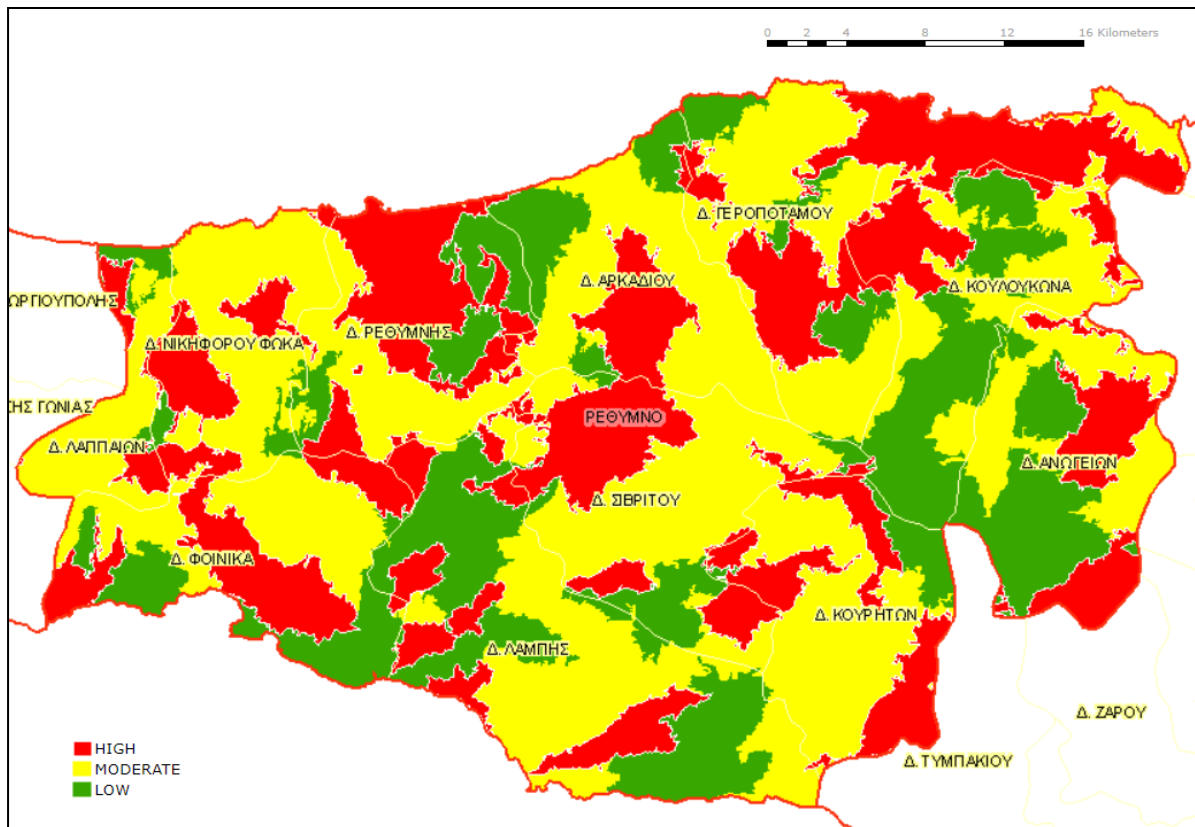 0 2 4 8 12 16 Kilometers
Δ. ΓΕΡΟΠΟΤΑΜΟΥ
Δ. ΑΡΚΑΔΙΟΥ
Δ. ΚΟΥΛΟΥΚΩΝΑ
ΩΡΓΙΟΥΠΟΛΗΣ
Δ. ΡΕΘΥΜΝΗΣ
Δ. ΝΙΚΗΦΟΡΟΥ ΦΩΚΑ
ΣΗΣ ΓΩΝΙΑΣ
ΡΕΘΥΜΝΟ
Δ. ΛΑΠΠΑΙΩΝ
Δ. ΑΝΩΓΕΙΩΝ
Δ. ΣΙΒΡΙΤΟΥ
Δ. ΦΟΙΝΙΚΑ
Δ. ΚΟΥΡΗΤΩΝ
Δ. ΛΑΜΠΗΣ
Δ. ΖΑΡΟΥ
Δ. ΤΥΜΠΑΚΙΟΥ
HIGH
MODERATE
LOW